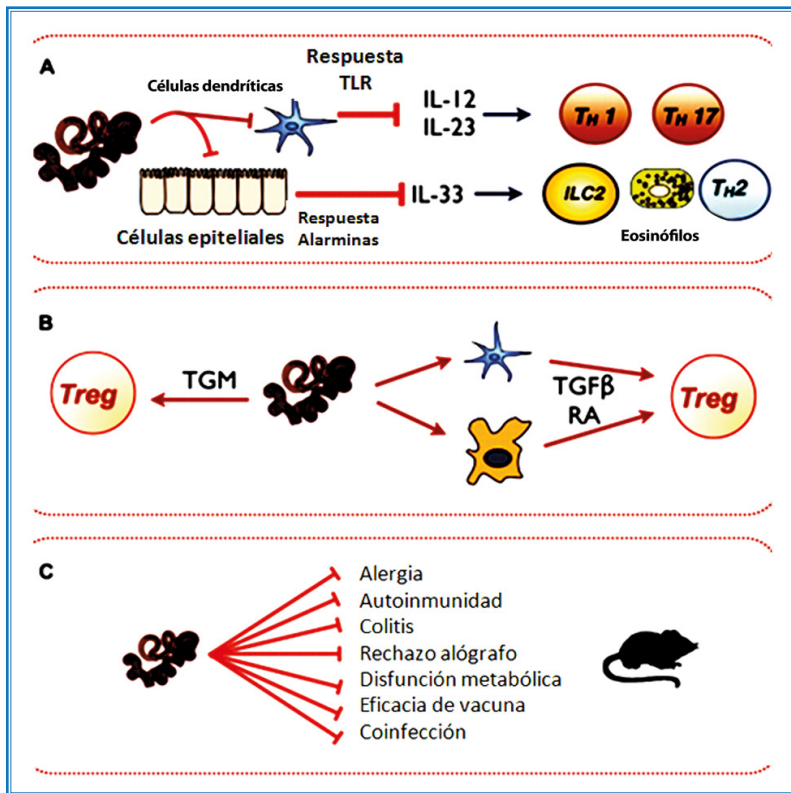 A
Células dendríticas
Respuesta
TLR
IL-12
IL-23
TH 1
TH 17
Células epiteliales
Respuesta
Alarminas
IL-33
ILC2
TH2
Eosinófilos
B
Treg
TGM
TGFβ
RA
Treg
C
Alergia
Autoinmunidad
Colitis
Rechazo alógrafo
Disfunción metabólica
Eficacia de vacuna
Coinfección